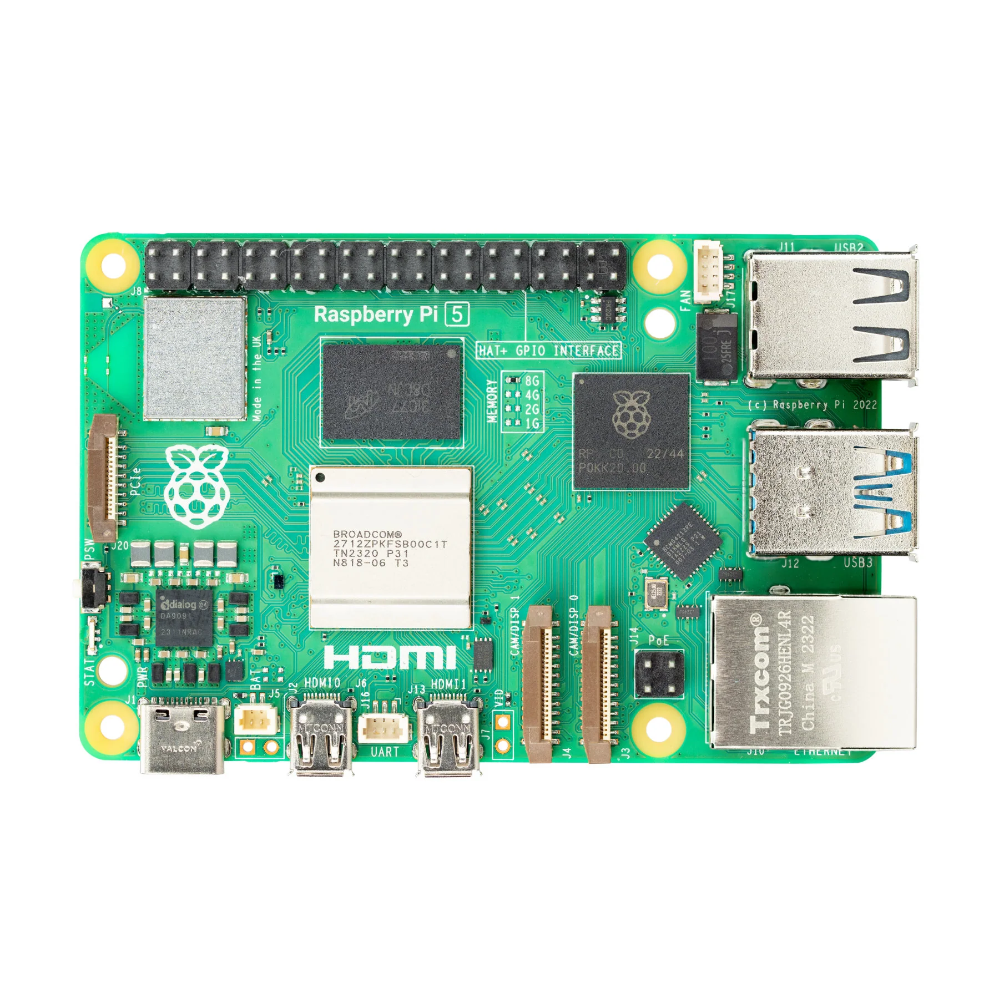 J8
Raspberry Pi 5
B
FAN
J17
J11
USB2
HAT+ GPIO INTERFACE
Made in the UK
MEMORY
8G
4G
2G
1G
100
25FRE j
(c) Raspberry Pi 2022
22/44
P0KK20.00
PCIe
J20
PSW
BROADCOM®
2712ZPKFSB00C1T
TN2320 P31
N818-06 T3
BCM54213PE
J12
USB3
dialog
DA9091
2311NRAC
HDMI
CAM/DISP 1
CAM/DISP 0
J14
PoE
Trxcom®
TRJG0926HENL4R
China M 2322
STAT
PWR
J1
BAT
J5
J2
HDMI0
J6
J16
J13
HDMI1
VID
VALCON
MTCONN
MTCONN
UART
J7
J4
J3
J10
ETHERNET